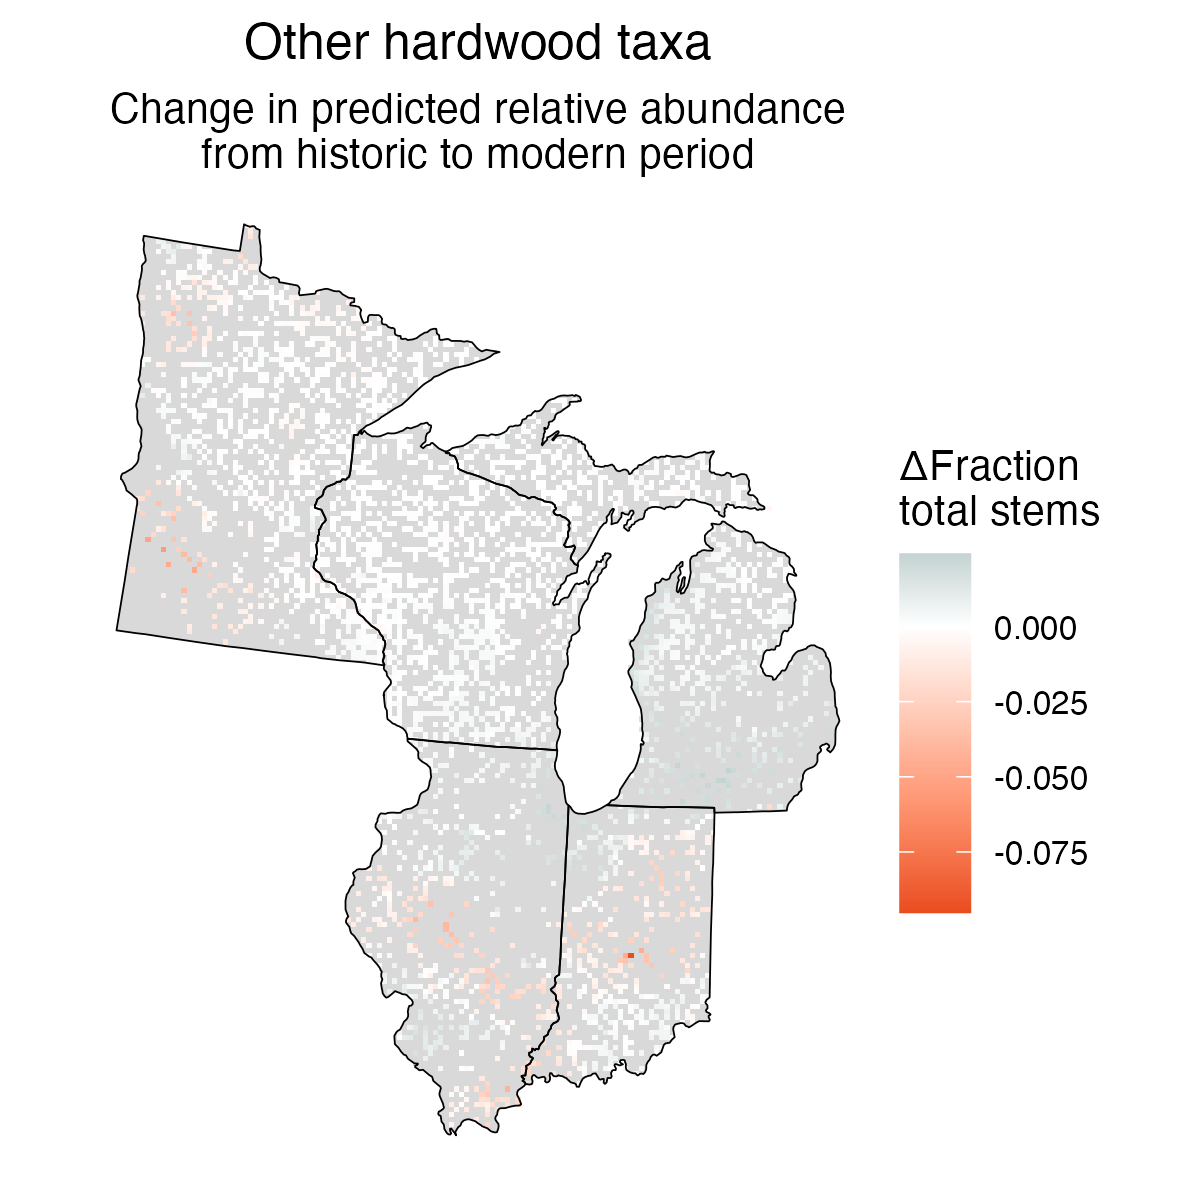 Other hardwood taxa
Change in predicted relative abundance
from historic to modern period
ΔFraction
total stems
0.000
-0.025
-0.050
-0.075